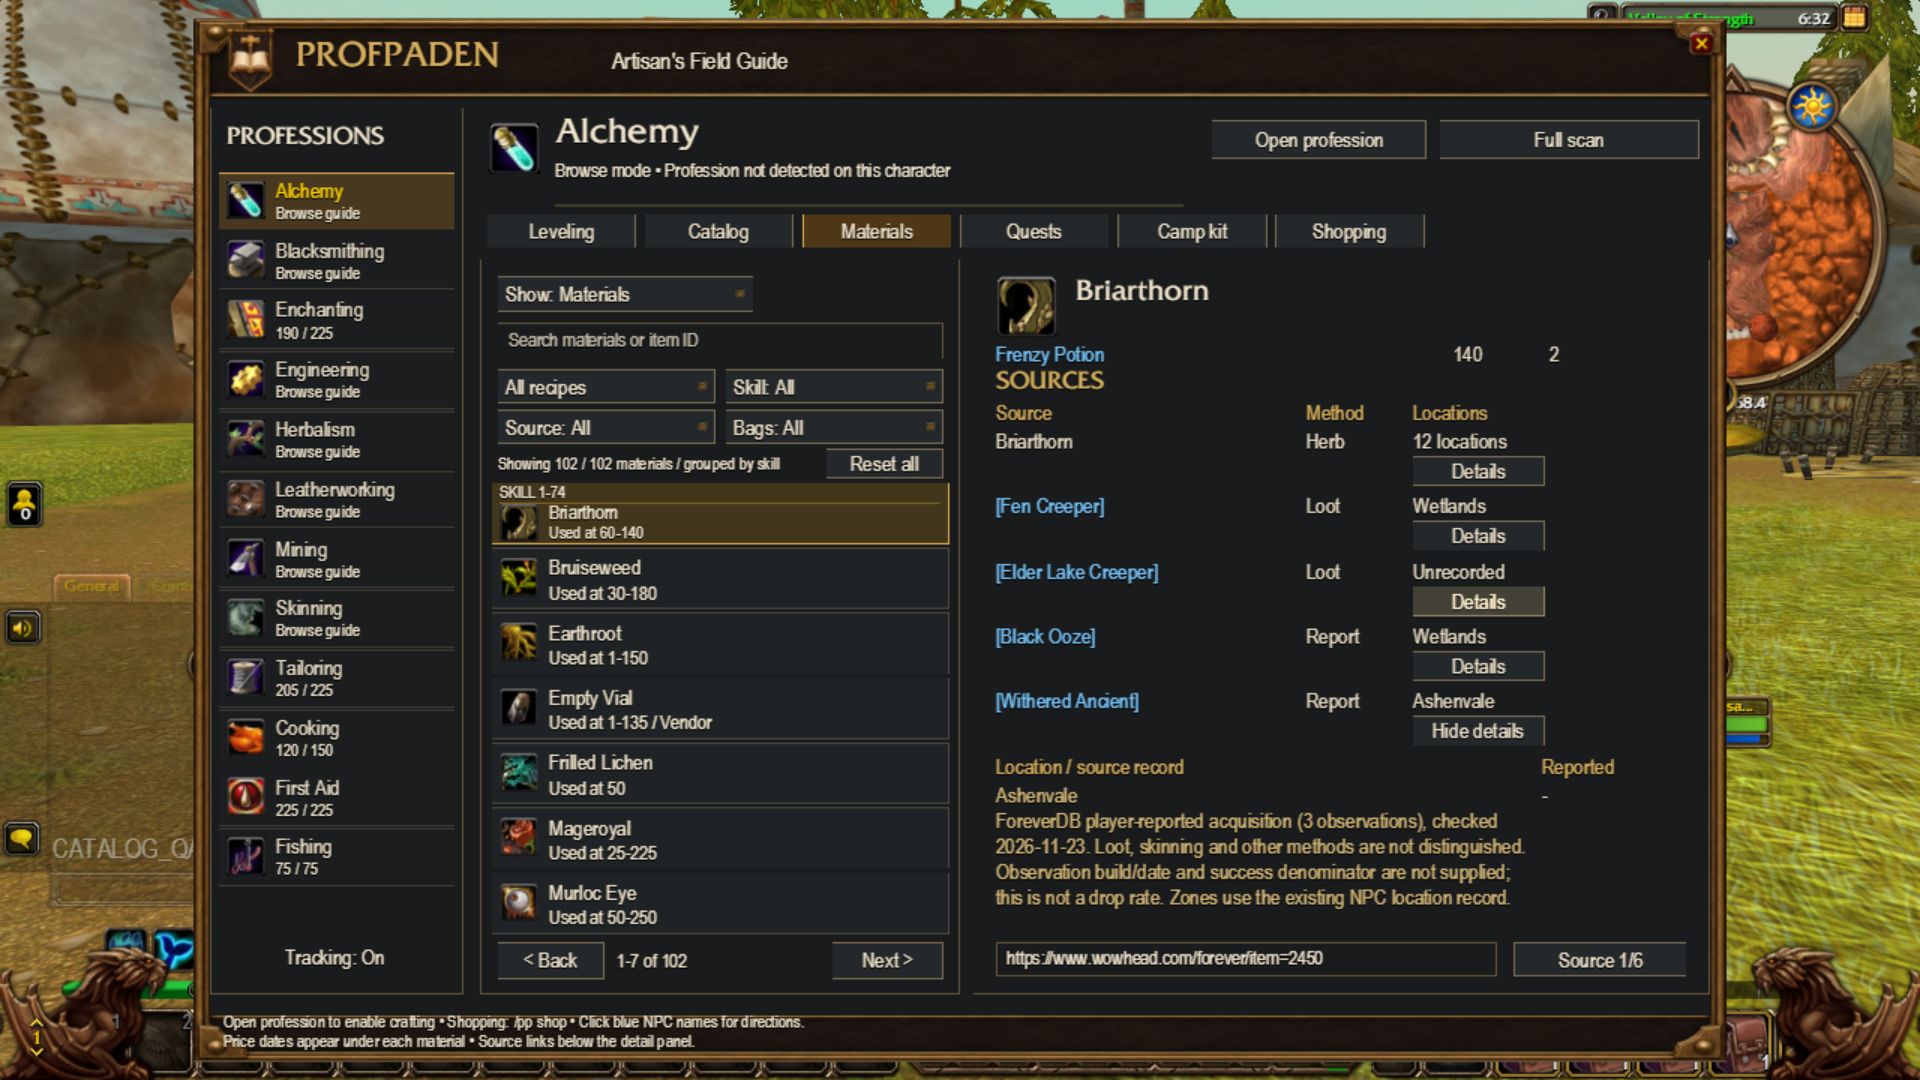 6:32
PROFPADEN
Artisan's Field Guide
PROFESSIONS
Alchemy
Browse guide
Blacksmithing
Browse guide
Enchanting
190 / 225
Engineering
Browse guide
Herbalism
Browse guide
Leatherworking
Browse guide
Mining
Browse guide
Skinning
Browse guide
Tailoring
205 / 225
Cooking
120 / 150
First Aid
225 / 225
Fishing
75 / 75
Tracking: On
Alchemy
Browse mode • Profession not detected on this character
Open profession
Full scan
Leveling
Catalog
Materials
Quests
Camp kit
Shopping
Show: Materials
Search materials or item ID
All recipes
Skill: All
Source: All
Bags: All
Showing 102 / 102 materials / grouped by skill
Reset all
SKILL 1-74
Briarthorn
Used at 60-140
Bruiseweed
Used at 30-180
Earthroot
Used at 1-150
Empty Vial
Used at 1-135 / Vendor
Frilled Lichen
Used at 50
Mageroyal
Used at 25-225
Murloc Eye
Used at 50-250
< Back
1-7 of 102
Next >
Briarthorn
Frenzy Potion 140 2
SOURCES
Source Method Locations
Briarthorn Herb 12 locations
Details
[Fen Creeper] Loot Wetlands
Details
[Elder Lake Creeper] Loot Unrecorded
Details
[Black Ooze] Report Wetlands
Details
[Withered Ancient] Report Ashenvale
Hide details
Location / source record Reported
Ashenvale -
ForeverDB player-reported acquisition (3 observations), checked
2026-11-23. Loot, skinning and other methods are not distinguished.
Observation build/date and success denominator are not supplied;
this is not a drop rate. Zones use the existing NPC location record.
https://www.wowhead.com/forever/item=2450
Source 1/6
Open profession to enable crafting • Shopping: /pp shop • Click blue NPC names for directions.
Price dates appear under each material • Source links below the detail panel.
0
General
58.4
1
1
2
1